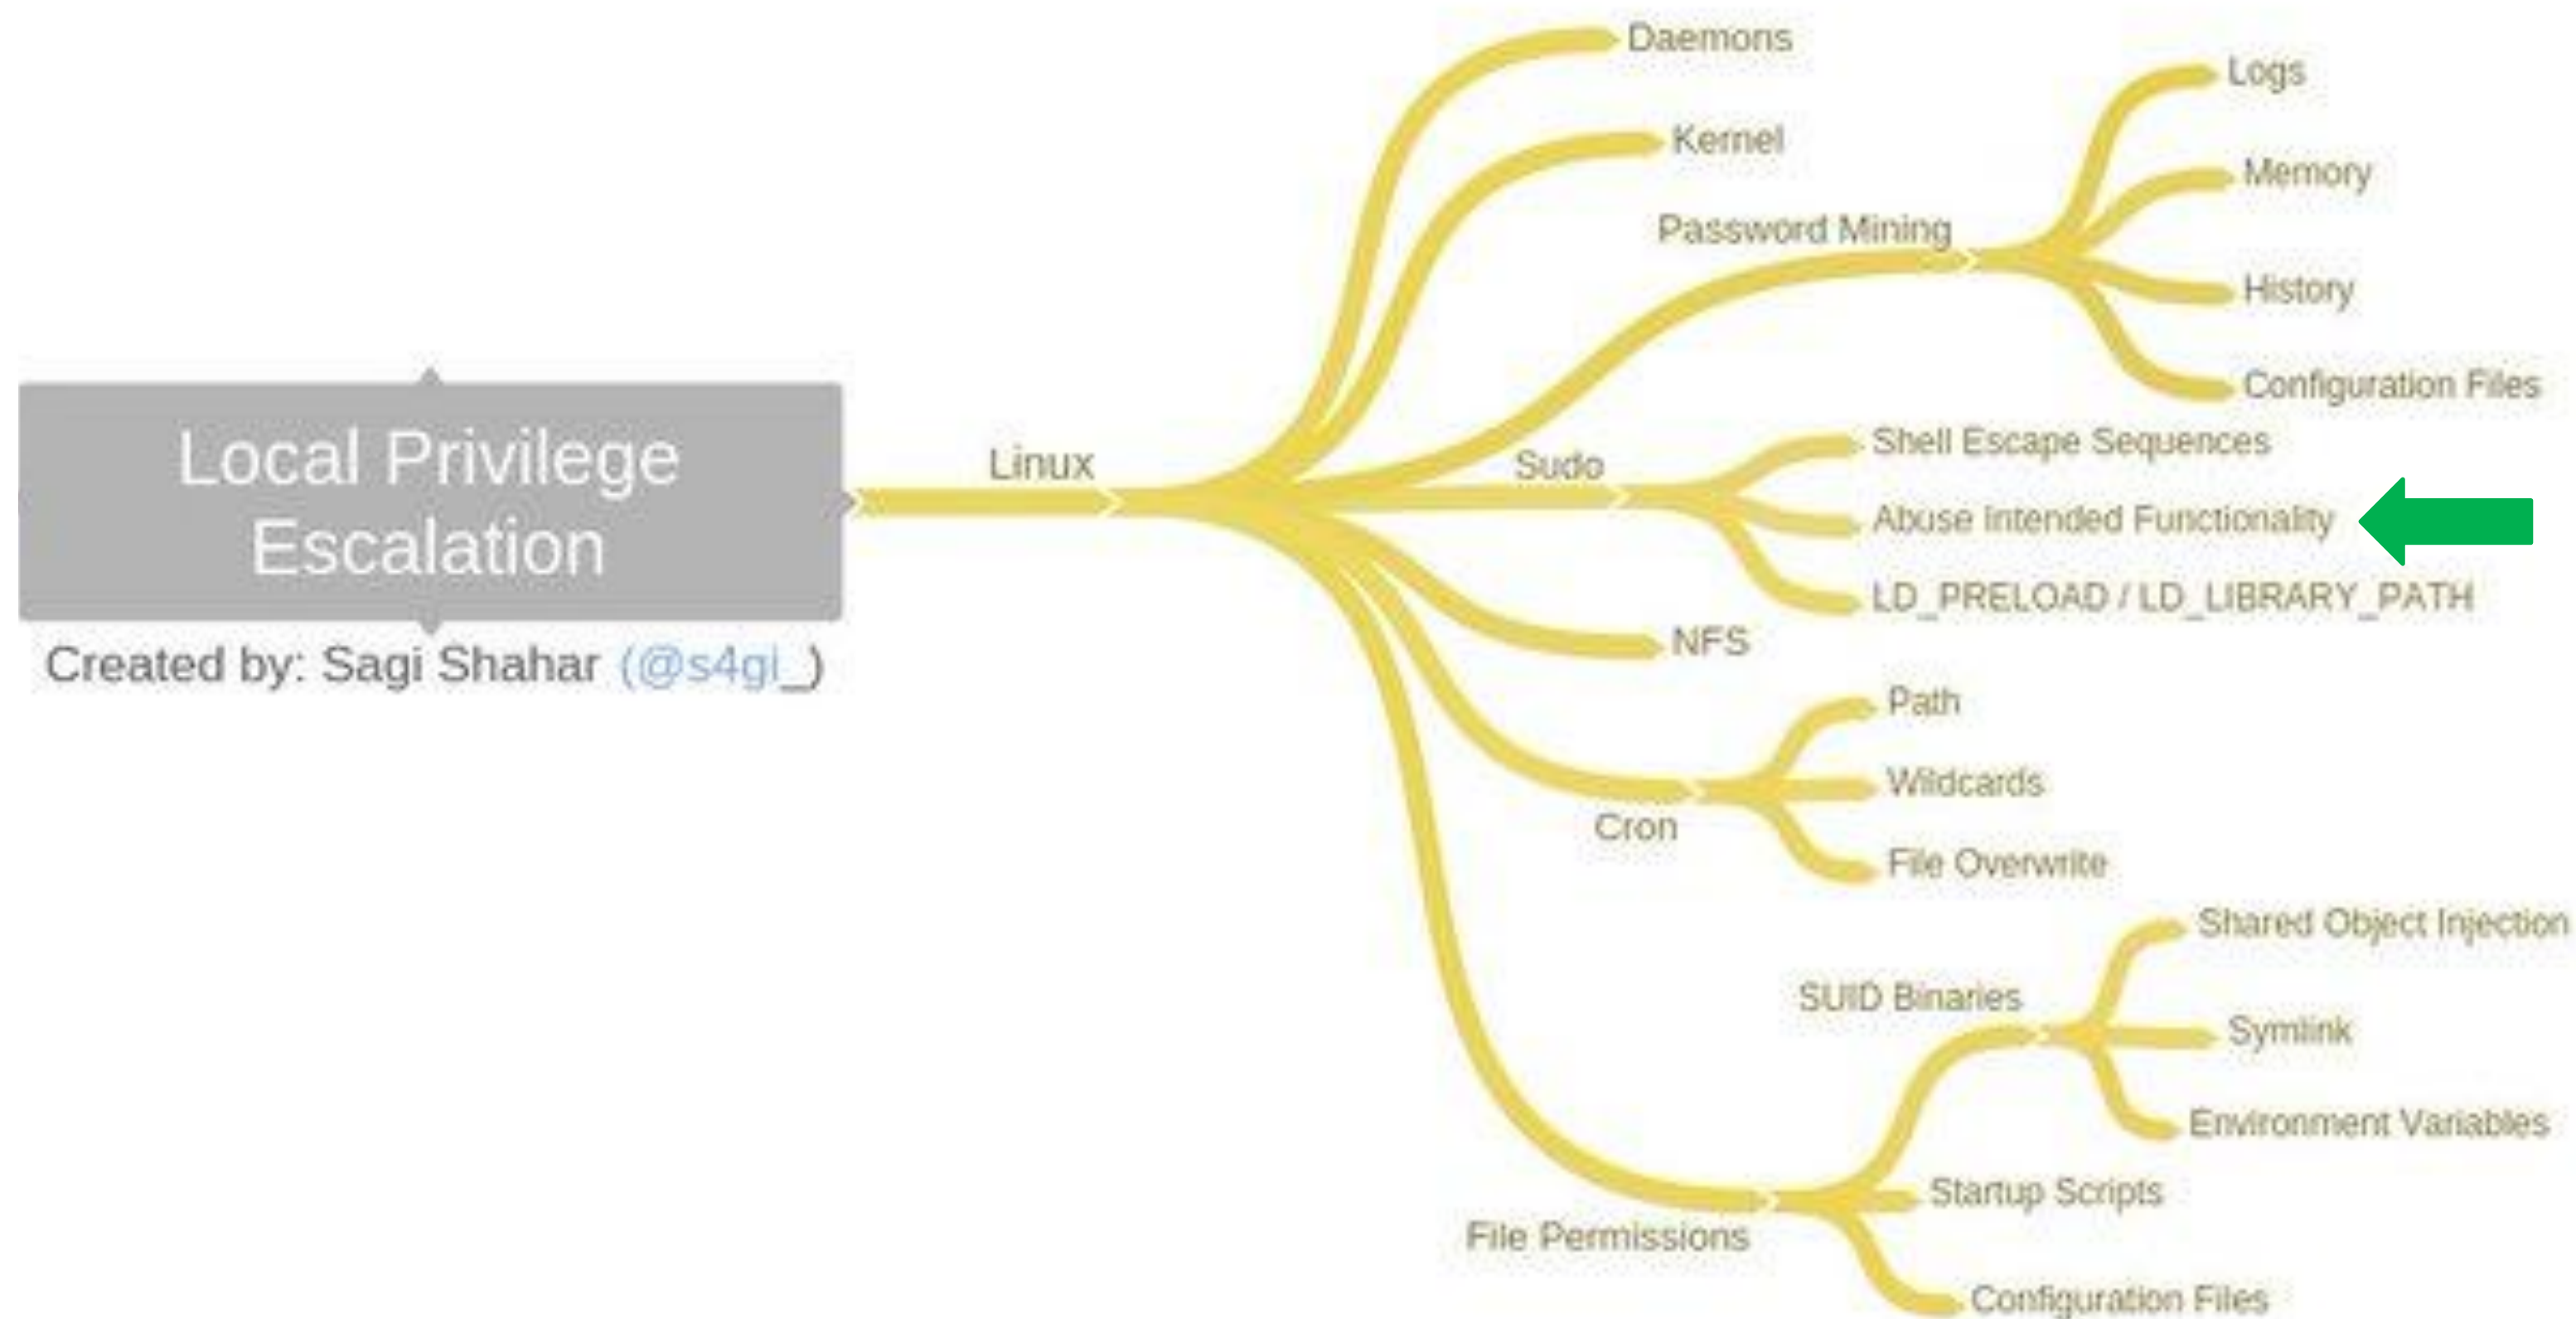 Local Privilege
Escalation
Created by: Sagi Shahar (@s4gi_)
Linux
Daemons
Kernel
Password Mining
Logs
Memory
History
Configuration Files
Sudo
Shell Escape Sequences
Abuse Intended Functionality
LD_PRELOAD / LD_LIBRARY_PATH
NFS
Cron
Path
Wildcards
File Overwrite
File Permissions
SUID Binaries
Shared Object Injection
Symlink
Environment Variables
Startup Scripts
Configuration Files